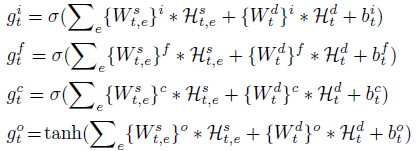 g_t^i = σ(∑_e {W_{t,e}^s}^i * H_{t,e}^s + {W_t^d}^i * H_t^d + b_t^i)
g_t^f = σ(∑_e {W_{t,e}^s}^f * H_{t,e}^s + {W_t^d}^f * H_t^d + b_t^f)
g_t^c = σ(∑_e {W_{t,e}^s}^c * H_{t,e}^s + {W_t^d}^c * H_t^d + b_t^c)
g_t^o = tanh(∑_e {W_{t,e}^s}^o * H_{t,e}^s + {W_t^d}^o * H_t^d + b_t^o)